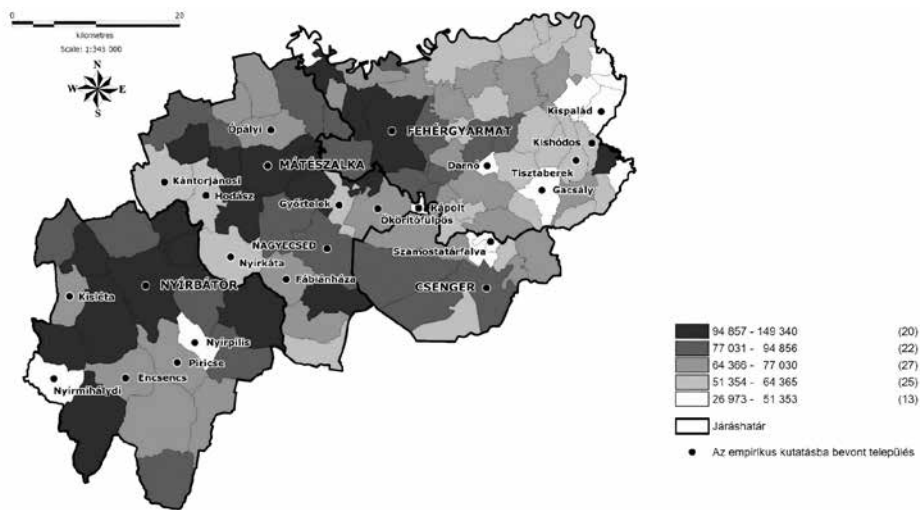 0 20
kilometres
Scale: 1:341 000
N
W E
S
Kispalád
FEHÉRGYARMAT
Ópályi
Kishódos
MÁTÉSZALKA
Darnó
Tisztaberek
Kántorjánosi
Gacsály
Hodász
Győrtelek
Kápolt
Ököritófülpös
Szamostatárfalva
NAGYECSED
Nyírkáta
Fábiánháza
CSENGER
NYÍRBÁTOR
Kisléta
Nyírpilis
Piricse
Encsencs
Nyírmihálydi
94 857 - 149 340 (20)
77 031 - 94 856 (22)
64 366 - 77 030 (27)
51 354 - 64 365 (25)
26 973 - 51 353 (13)
Járáshatár
Az empírikus kutatásba bevont település